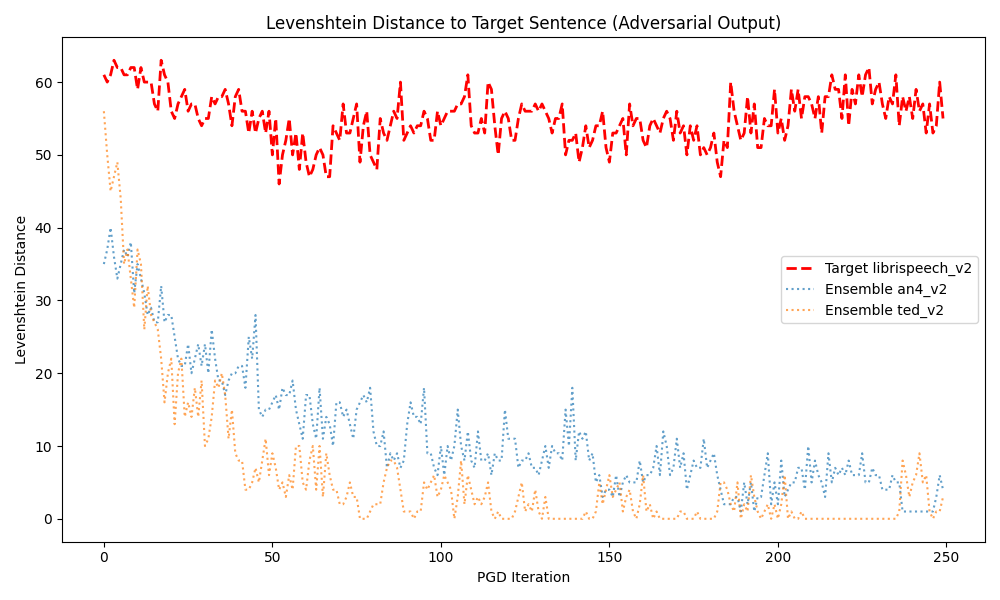 Levenshtein Distance to Target Sentence (Adversarial Output)
Levenshtein Distance
60
50
40
30
20
10
0
Target librispeech_v2
Ensemble an4_v2
Ensemble ted_v2
0 50 100 150 200 250
PGD Iteration